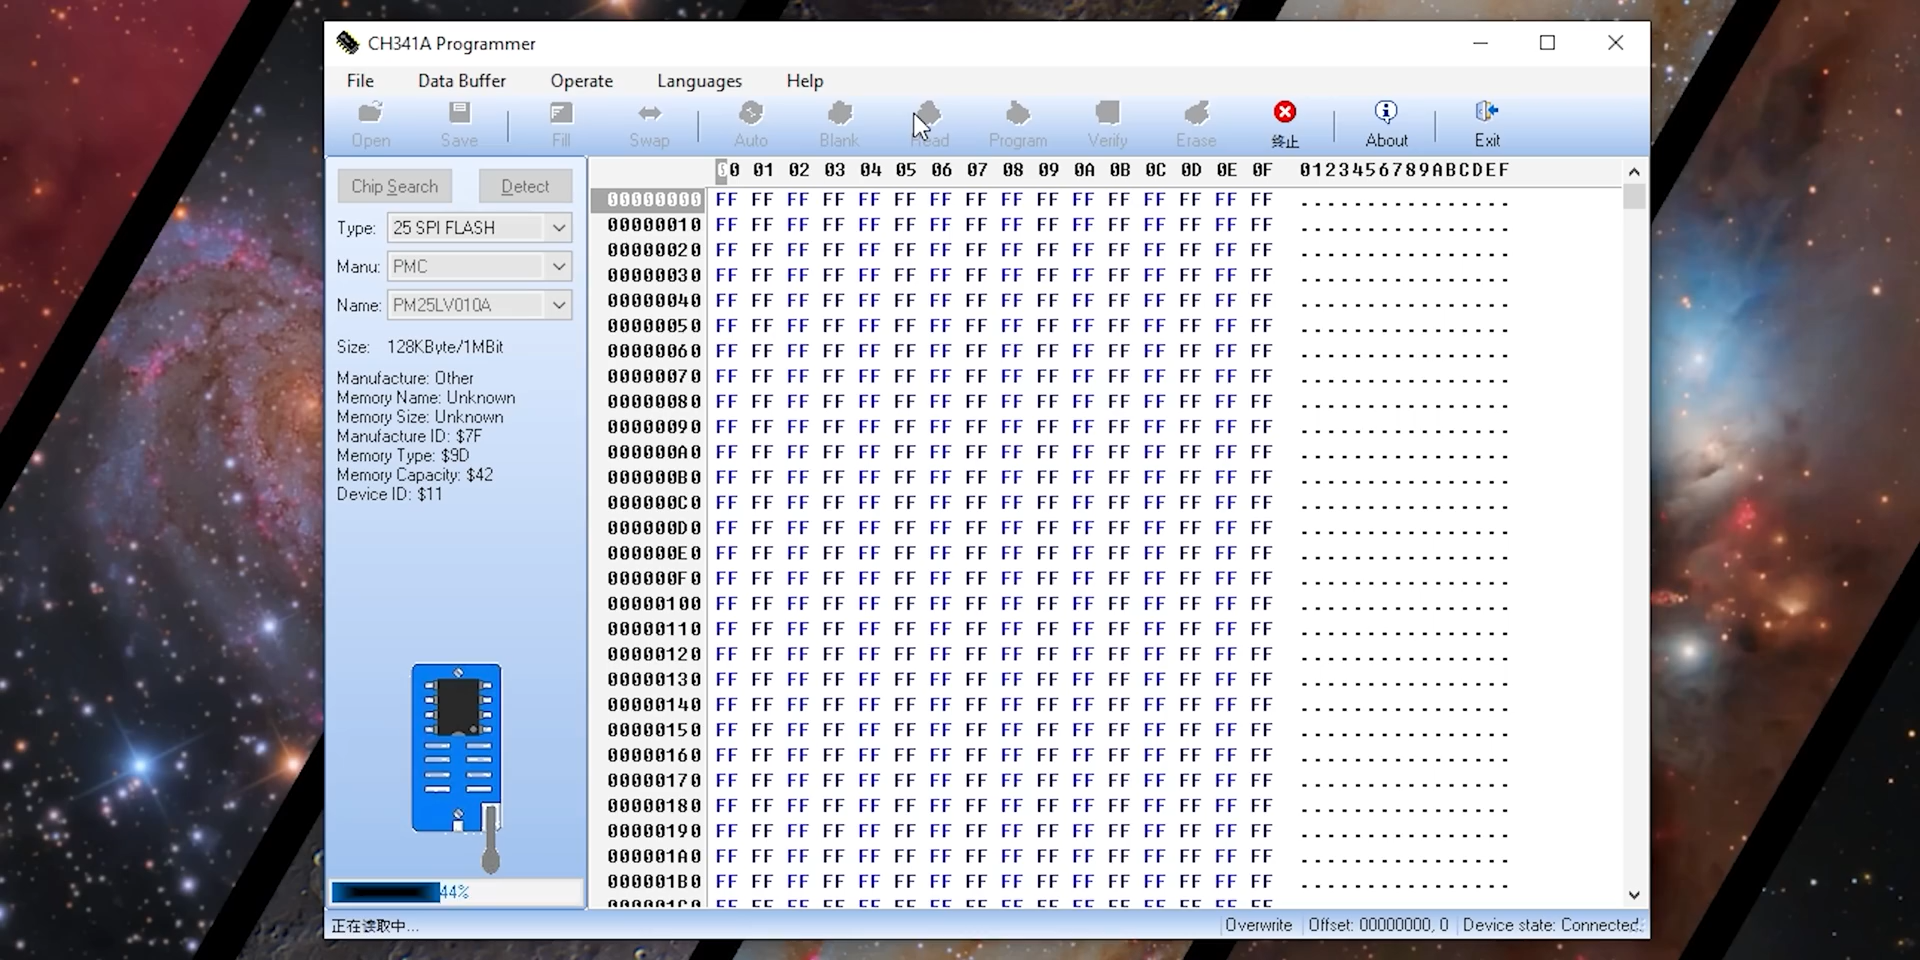 CH341A Programmer
File Data Buffer Operate Languages Help
Open Save Fill Swap Auto Blank Read Program Verify Erase 终止 About Exit
Chip Search Detect
Type: 25 SPI FLASH
Manu: PMC
Name: PM25LV010A
Size: 128KByte/1MBit
Manufacture: Other
Memory Name: Unknown
Memory Size: Unknown
Manufacture ID: $7F
Memory Type: $9D
Memory Capacity: $42
Device ID: $11
44%
00 01 02 03 04 05 06 07 08 09 0A 0B 0C 0D 0E 0F 0123456789ABCDEF
00000000 FF FF FF FF FF FF FF FF FF FF FF FF FF FF FF FF ................
00000010 FF FF FF FF FF FF FF FF FF FF FF FF FF FF FF FF ................
00000020 FF FF FF FF FF FF FF FF FF FF FF FF FF FF FF FF ................
00000030 FF FF FF FF FF FF FF FF FF FF FF FF FF FF FF FF ................
00000040 FF FF FF FF FF FF FF FF FF FF FF FF FF FF FF FF ................
00000050 FF FF FF FF FF FF FF FF FF FF FF FF FF FF FF FF ................
00000060 FF FF FF FF FF FF FF FF FF FF FF FF FF FF FF FF ................
00000070 FF FF FF FF FF FF FF FF FF FF FF FF FF FF FF FF ................
00000080 FF FF FF FF FF FF FF FF FF FF FF FF FF FF FF FF ................
00000090 FF FF FF FF FF FF FF FF FF FF FF FF FF FF FF FF ................
000000A0 FF FF FF FF FF FF FF FF FF FF FF FF FF FF FF FF ................
000000B0 FF FF FF FF FF FF FF FF FF FF FF FF FF FF FF FF ................
000000C0 FF FF FF FF FF FF FF FF FF FF FF FF FF FF FF FF ................
000000D0 FF FF FF FF FF FF FF FF FF FF FF FF FF FF FF FF ................
000000E0 FF FF FF FF FF FF FF FF FF FF FF FF FF FF FF FF ................
000000F0 FF FF FF FF FF FF FF FF FF FF FF FF FF FF FF FF ................
00000100 FF FF FF FF FF FF FF FF FF FF FF FF FF FF FF FF ................
00000110 FF FF FF FF FF FF FF FF FF FF FF FF FF FF FF FF ................
00000120 FF FF FF FF FF FF FF FF FF FF FF FF FF FF FF FF ................
00000130 FF FF FF FF FF FF FF FF FF FF FF FF FF FF FF FF ................
00000140 FF FF FF FF FF FF FF FF FF FF FF FF FF FF FF FF ................
00000150 FF FF FF FF FF FF FF FF FF FF FF FF FF FF FF FF ................
00000160 FF FF FF FF FF FF FF FF FF FF FF FF FF FF FF FF ................
00000170 FF FF FF FF FF FF FF FF FF FF FF FF FF FF FF FF ................
00000180 FF FF FF FF FF FF FF FF FF FF FF FF FF FF FF FF ................
00000190 FF FF FF FF FF FF FF FF FF FF FF FF FF FF FF FF ................
000001A0 FF FF FF FF FF FF FF FF FF FF FF FF FF FF FF FF ................
000001B0 FF FF FF FF FF FF FF FF FF FF FF FF FF FF FF FF ................
正在读取中... Overwrite Offset: 00000000, 0 Device state: Connected.